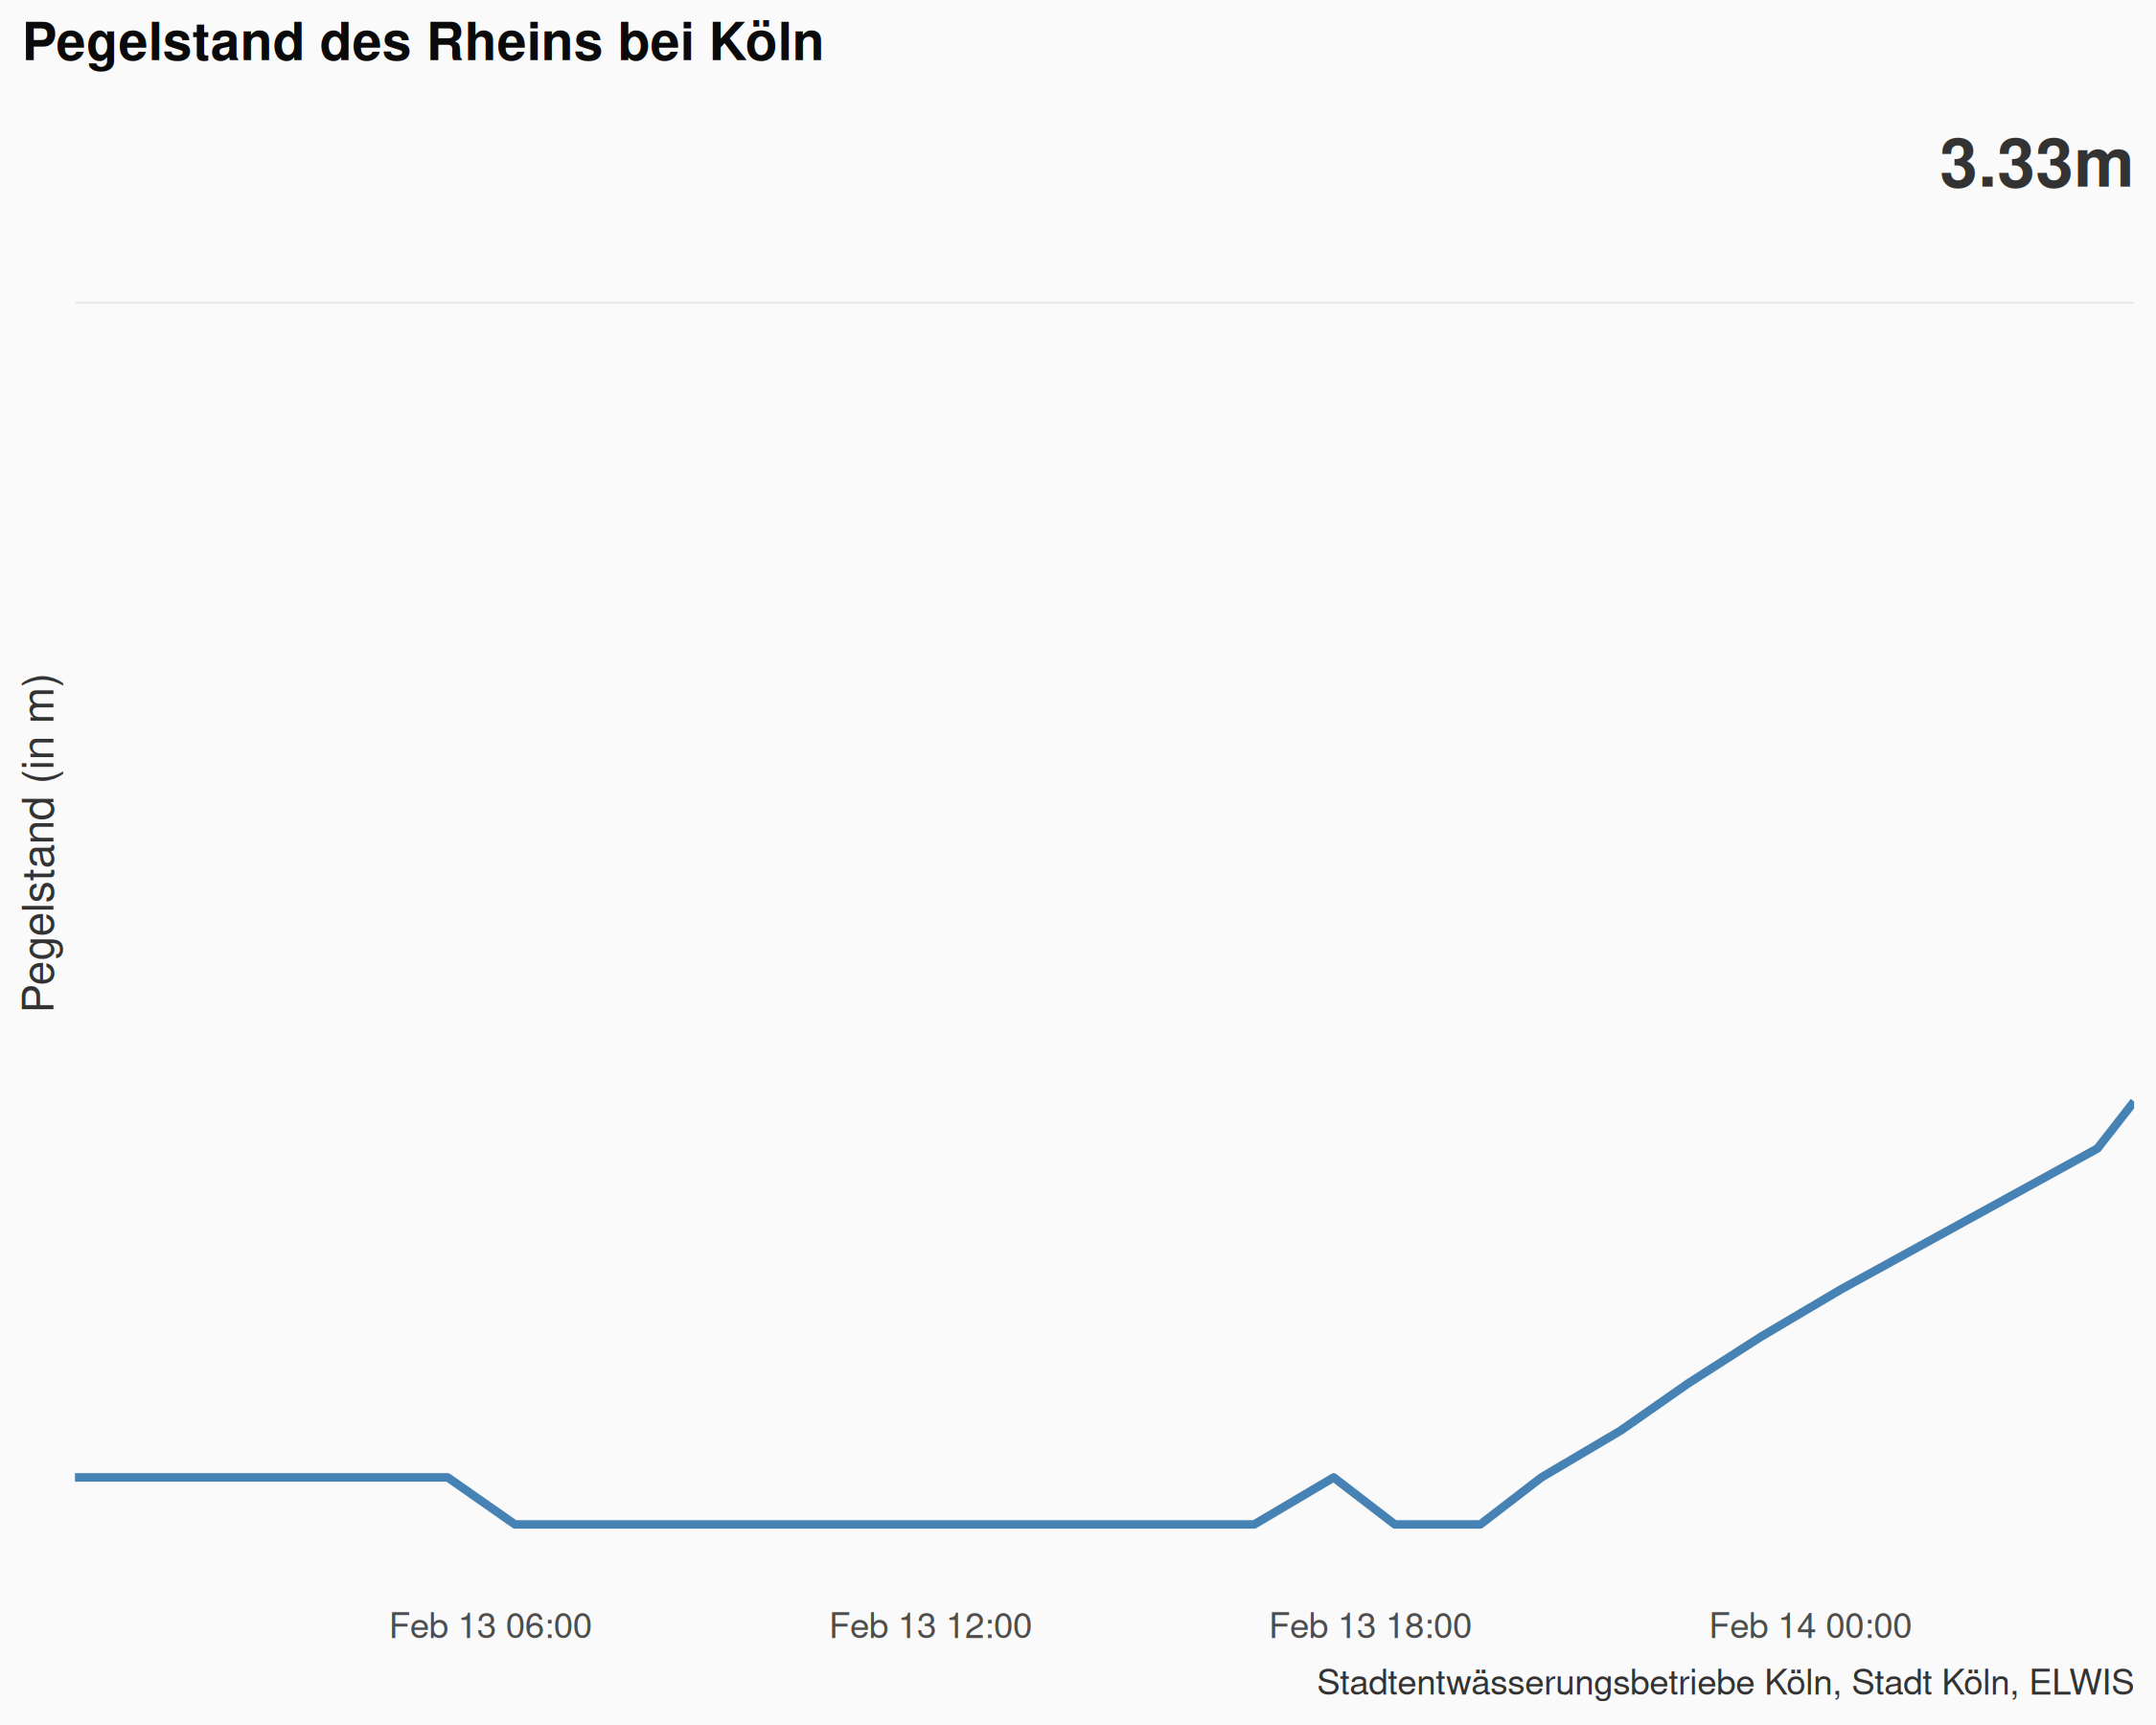 Pegelstand des Rheins bei Köln
3.33m
Pegelstand (in m)
Feb 13 06:00 Feb 13 12:00 Feb 13 18:00 Feb 14 00:00
Stadtentwässerungsbetriebe Köln, Stadt Köln, ELWIS